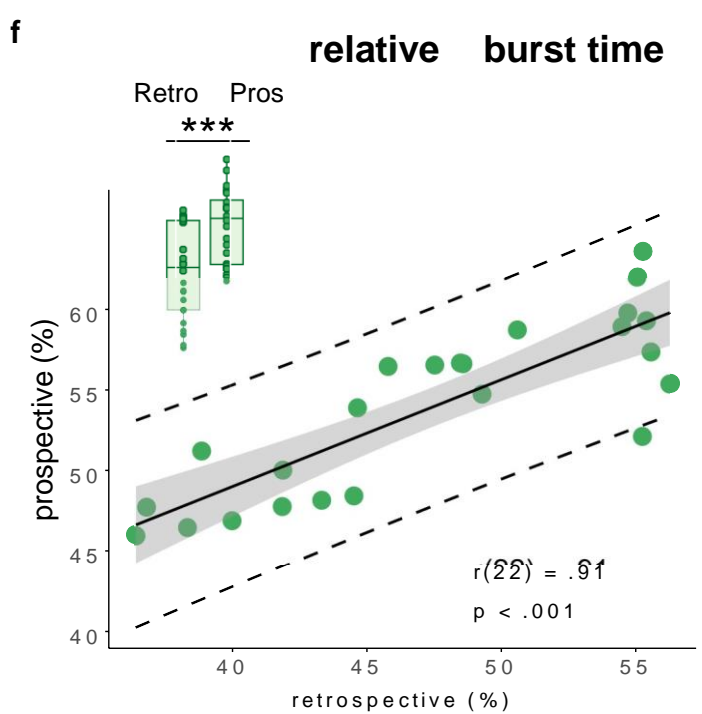 f
relative burst time
Retro Pros
***
prospective (%)
60
55
50
45
40
r(22) = .91
p < .001
40 45 50 55
retrospective (%)